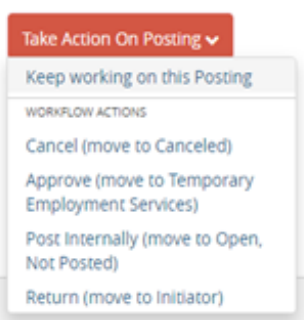 Take Action On Posting
Keep working on this Posting
WORKFLOW ACTIONS
Cancel (move to Canceled)
Approve (move to Temporary
Employment Services)
Post Internally (move to Open,
Not Posted)
Return (move to Initiator)